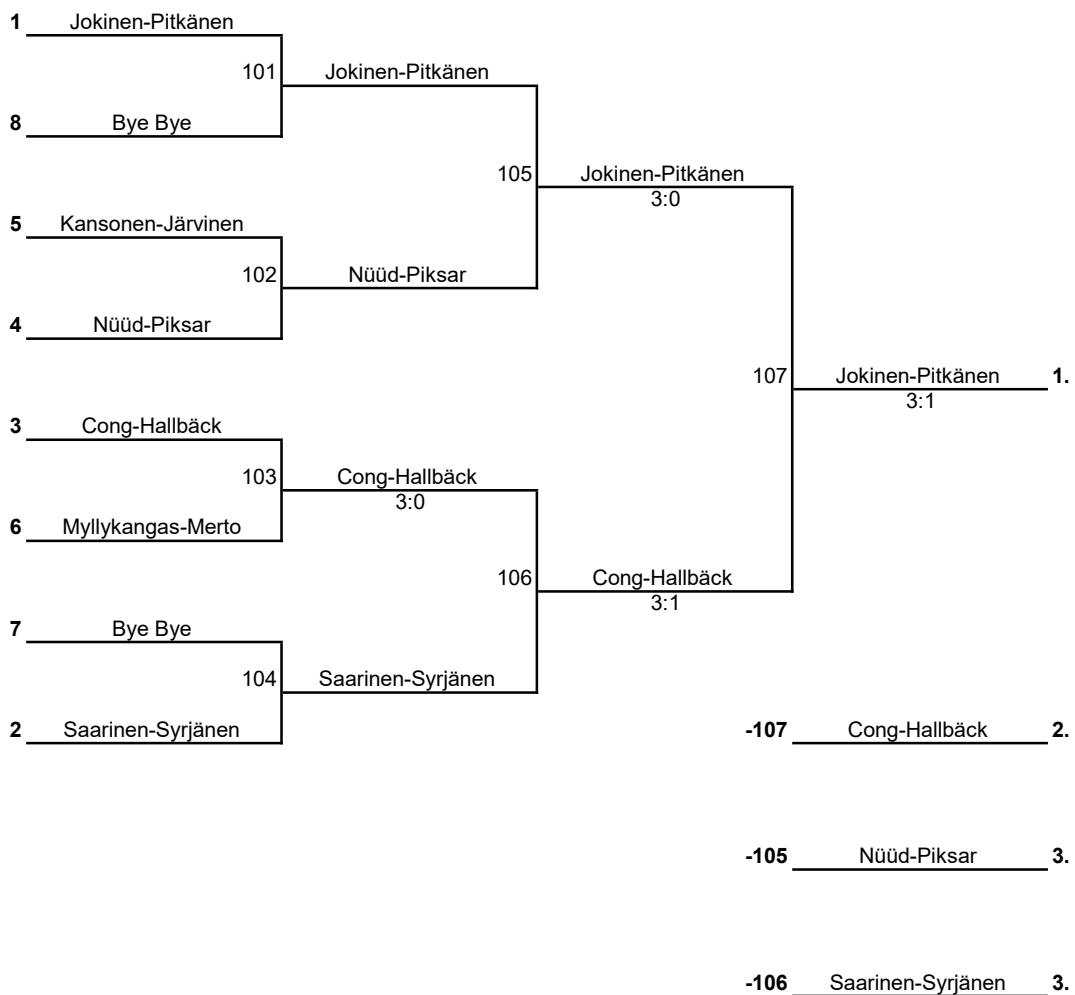 1 Jokinen-Pitkänen
101 Jokinen-Pitkänen
8 Bye Bye
105 Jokinen-Pitkänen
3:0
5 Kansonen-Järvinen
102 Nüüd-Piksar
4 Nüüd-Piksar
107 Jokinen-Pitkänen 1.
3:1
3 Cong-Hallbäck
103 Cong-Hallbäck
3:0
6 Myllykangas-Merto
106 Cong-Hallbäck
3:1
7 Bye Bye
104 Saarinen-Syrjänen
2 Saarinen-Syrjänen
-107 Cong-Hallbäck 2.
-105 Nüüd-Piksar 3.
-106 Saarinen-Syrjänen 3.